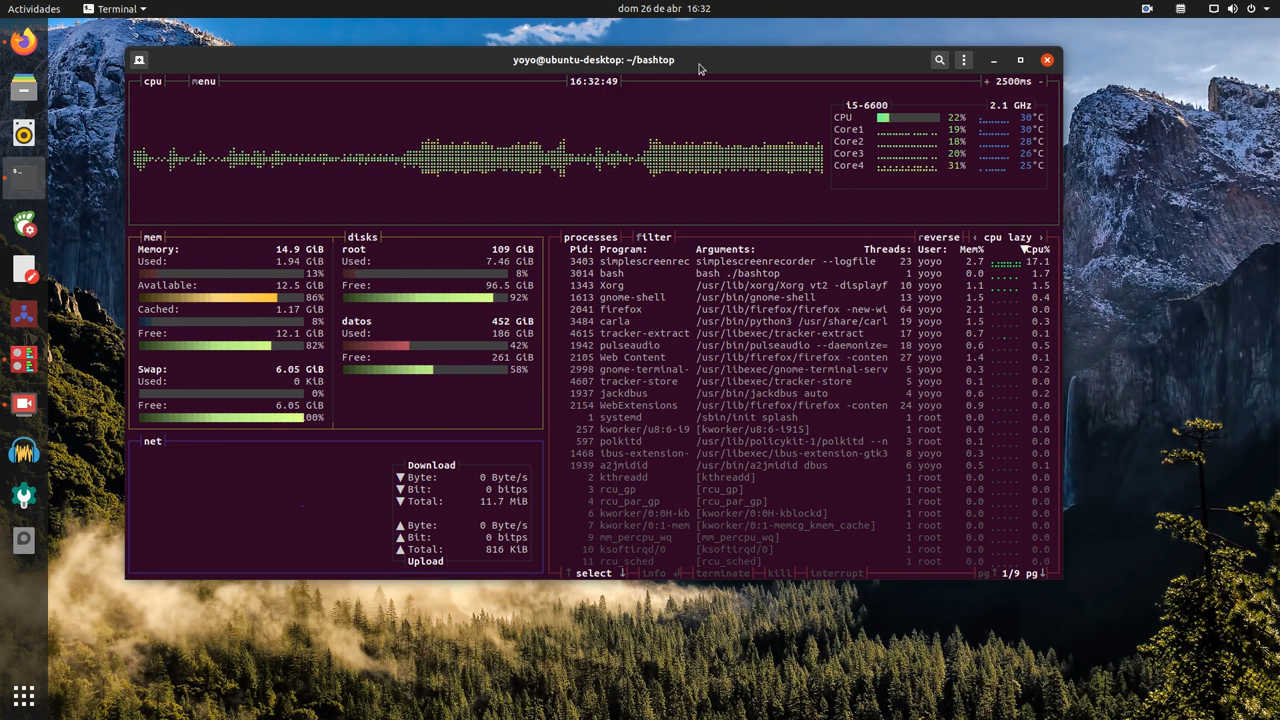 Actividades Terminal dom 26 de abr 16:32
yoyo@ubuntu-desktop: ~/bashtop
cpu menu 16:32:49 + 2500ms -
i5-6600 2.1 GHz
CPU 22% 30°C
Core1 19% 30°C
Core2 18% 28°C
Core3 20% 26°C
Core4 31% 25°C
mem
Memory: 14.9 GiB
Used: 1.94 GiB
13%
Available: 12.5 GiB
86%
Cached: 1.17 GiB
8%
Free: 12.1 GiB
82%
Swap: 6.05 GiB
Used: 0 KiB
0%
Free: 6.05 GiB
00%
disks
root 109 GiB
Used: 7.46 GiB
8%
Free: 96.5 GiB
92%
datos 452 GiB
Used: 186 GiB
42%
Free: 261 GiB
58%
net
Download
▼ Byte: 0 Byte/s
▼ Bit: 0 bitps
▼ Total: 11.7 MiB
▲ Byte: 0 Byte/s
▲ Bit: 0 bitps
▲ Total: 816 KiB
Upload
processes filter reverse ‹ cpu lazy ›
Pid: Program: Arguments: Threads: User: Mem% ▼Cpu%
3403 simplescreenrec simplescreenrecorder --logfile 23 yoyo 2.7 17.1
3014 bash bash ./bashtop 1 yoyo 0.0 1.7
1343 Xorg /usr/lib/xorg/Xorg vt2 -displayf 10 yoyo 1.1 1.5
1613 gnome-shell /usr/bin/gnome-shell 13 yoyo 1.5 0.4
2041 firefox /usr/lib/firefox/firefox -new-wi 64 yoyo 2.1 0.0
3484 carla /usr/bin/python3 /usr/share/carl 19 yoyo 1.5 0.3
4615 tracker-extract /usr/libexec/tracker-extract 17 yoyo 0.7 0.1
1942 pulseaudio /usr/bin/pulseaudio --daemonize= 18 yoyo 0.6 0.5
2105 Web Content /usr/lib/firefox/firefox -conten 27 yoyo 1.4 0.1
2998 gnome-terminal- /usr/libexec/gnome-terminal-serv 5 yoyo 0.3 0.2
4607 tracker-store /usr/libexec/tracker-store 5 yoyo 0.1 0.0
1937 jackdbus /usr/bin/jackdbus auto 4 yoyo 0.6 0.2
2154 WebExtensions /usr/lib/firefox/firefox -conten 24 yoyo 0.9 0.0
1 systemd /sbin/init splash 1 root 0.0 0.0
257 kworker/u8:6-i9 [kworker/u8:6-i915] 1 root 0.0 0.0
597 polkitd /usr/lib/policykit-1/polkitd --n 3 root 0.1 0.0
1468 ibus-extension- /usr/libexec/ibus-extension-gtk3 8 yoyo 0.3 0.0
1939 a2jmidid /usr/bin/a2jmidid dbus 6 yoyo 0.5 0.1
2 kthreadd [kthreadd] 1 root 0.0 0.0
3 rcu_gp [rcu_gp] 1 root 0.0 0.0
4 rcu_par_gp [rcu_par_gp] 1 root 0.0 0.0
6 kworker/0:0H-kb [kworker/0:0H-kblockd] 1 root 0.0 0.0
7 kworker/0:1-mem [kworker/0:1-memcg_kmem_cache] 1 root 0.0 0.0
9 mm_percpu_wq [mm_percpu_wq] 1 root 0.0 0.0
10 ksoftirqd/0 [ksoftirqd/0] 1 root 0.0 0.0
11 rcu_sched [rcu_sched] 1 root 0.0 0.0
↑ select ↓ info ↲ terminate kill interrupt pg↑ 1/9 pg↓